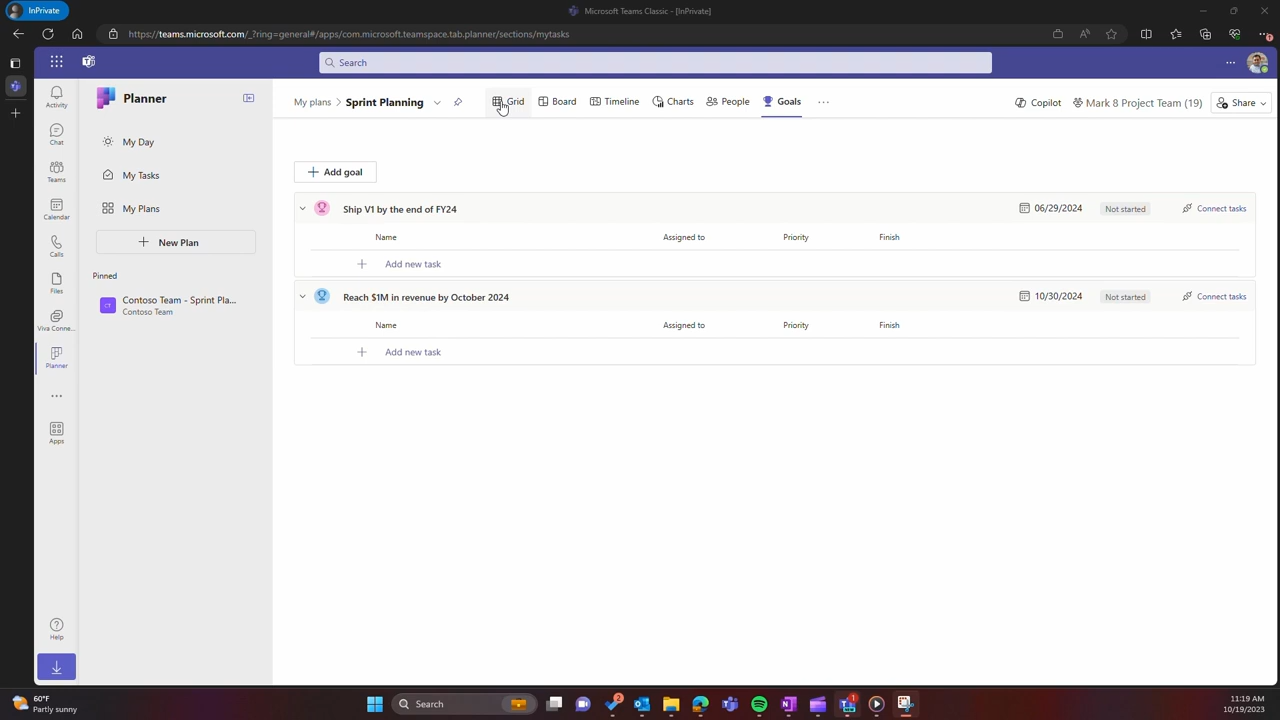 InPrivate
Microsoft Teams Classic - [InPrivate]
https://teams.microsoft.com/_?ring=general#/apps/com.microsoft.teamspace.tab.planner/sections/mytasks
Search
Activity
Chat
Teams
Calendar
Calls
Files
Viva Conne...
Planner
Apps
Help
Planner
My Day
My Tasks
My Plans
New Plan
Pinned
CT
Contoso Team - Sprint Pla...
Contoso Team
My plans > Sprint Planning
Grid
Board
Timeline
Charts
People
Goals
Copilot
Mark 8 Project Team (19)
Share
Add goal
Ship V1 by the end of FY24
06/29/2024
Not started
Connect tasks
Name Assigned to Priority Finish
Add new task
Reach $1M in revenue by October 2024
10/30/2024
Not started
Connect tasks
Name Assigned to Priority Finish
Add new task
60°F
Partly sunny
Search
2
1
11:19 AM
10/19/2023